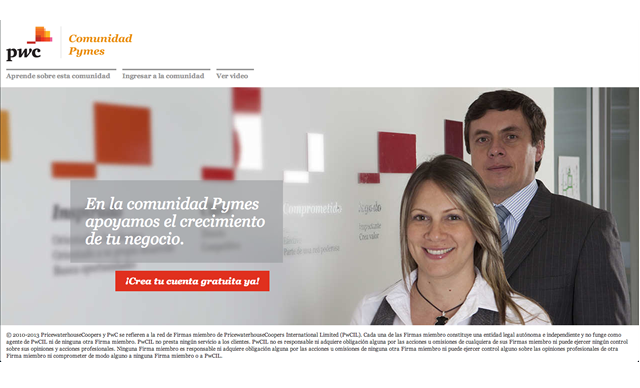 pwc
Comunidad
Pymes
Aprende sobre esta comunidad
Ingresar a la comunidad
Ver video
Comprometido
Jugado
En la comunidad Pymes
apoyamos el crecimiento
de tu negocio.
¡Crea tu cuenta gratuita ya!
© 2010-2013 PricewaterhouseCoopers y PwC se refieren a la red de Firmas miembro de PricewaterhouseCoopers International Limited (PwCIL). Cada una de las Firmas miembro constituye una entidad legal autónoma e independiente y no funge como
agente de PwCIL ni de ninguna otra Firma miembro. PwCIL no presta ningún servicio a los clientes. PwCIL no es responsable ni adquiere obligación alguna por las acciones u omisiones de cualquiera de sus Firmas miembro ni puede ejercer ningún control
sobre sus opiniones y acciones profesionales. Ninguna Firma miembro es responsable ni adquiere obligación alguna por las acciones u omisiones de ninguna otra Firma miembro ni puede ejercer control alguno sobre las opiniones profesionales de otra
Firma miembro ni comprometer de modo alguno a ninguna Firma miembro o a PwCIL.